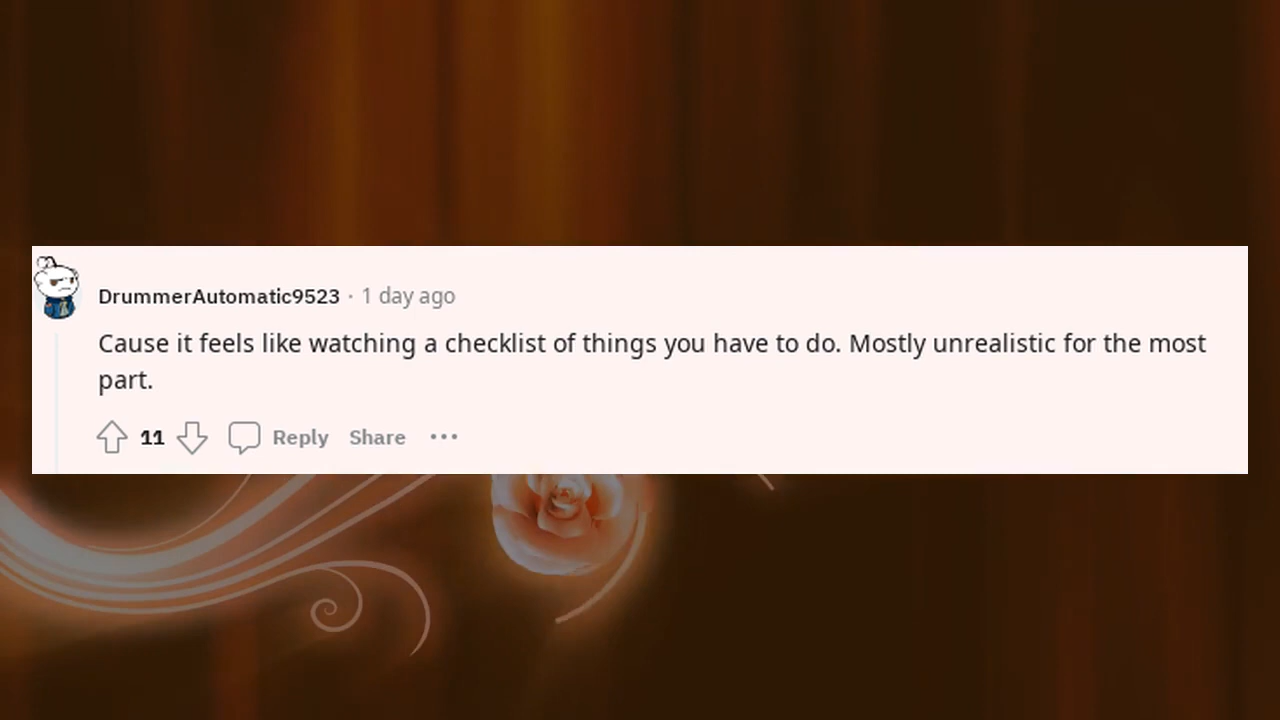 DrummerAutomatic9523 · 1 day ago
Cause it feels like watching a checklist of things you have to do. Mostly unrealistic for the most
part.
11 Reply Share •••